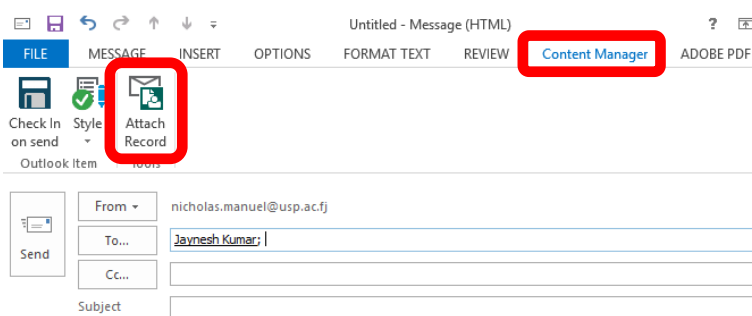 Untitled - Message (HTML) ?
FILE MESSAGE INSERT OPTIONS FORMAT TEXT REVIEW Content Manager ADOBE PDF
Check In on send
Style
Attach Record
Outlook Item Tools
From nicholas.manuel@usp.ac.fj
To... Jaynesh Kumar;
Send
Cc...
Subject